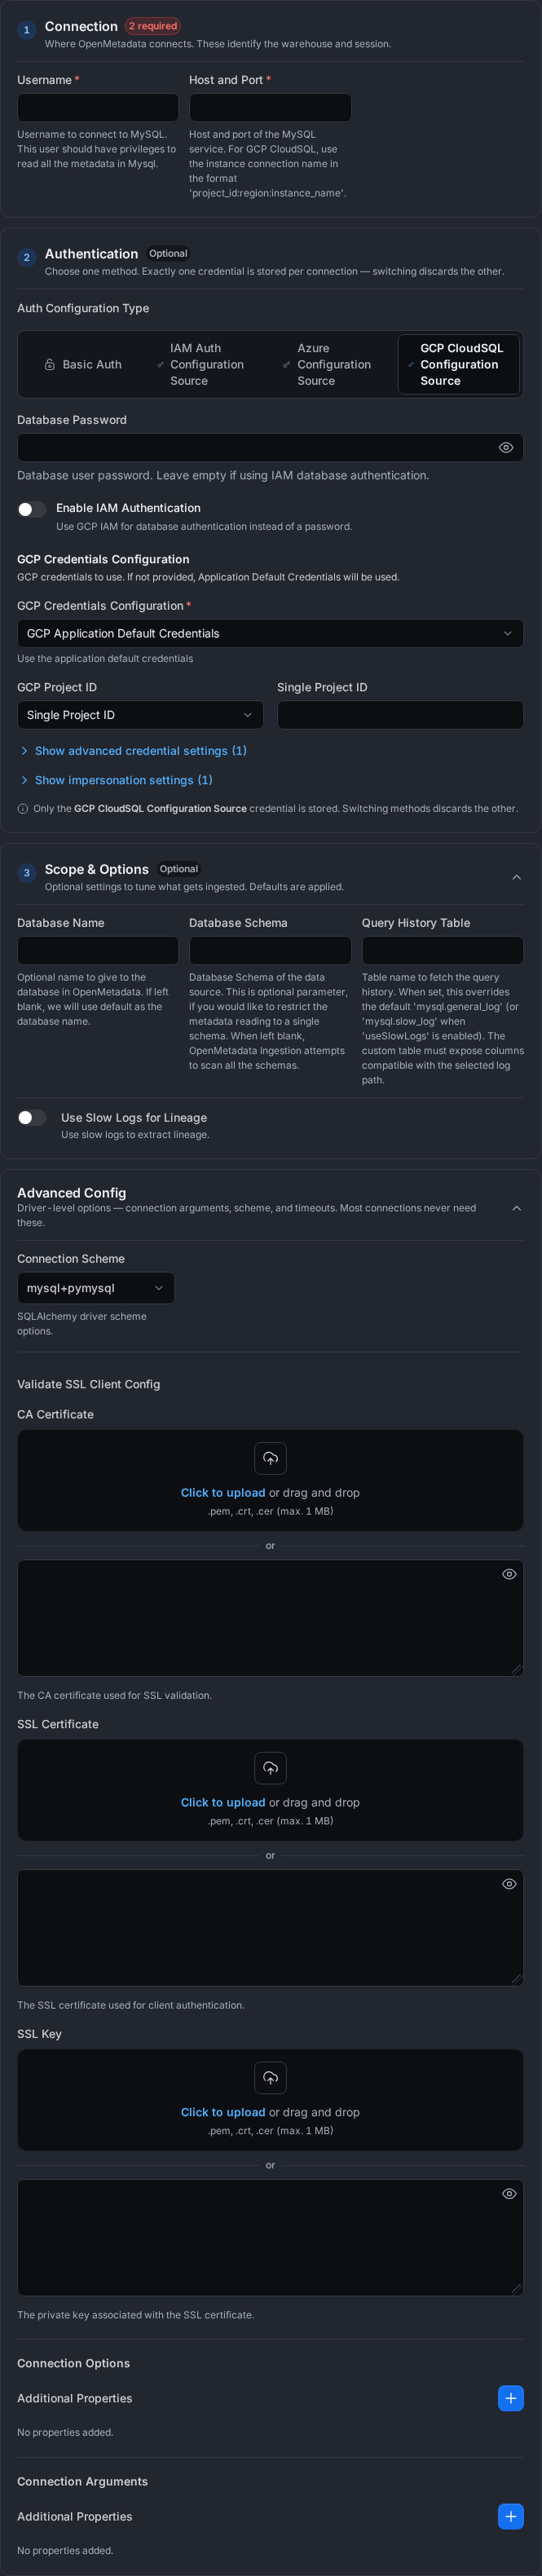 1
Connection 2 required
Where OpenMetadata connects. These identify the warehouse and session.
Username *
Username to connect to MySQL.
This user should have privileges to
read all the metadata in Mysql.
Host and Port *
Host and port of the MySQL
service. For GCP CloudSQL, use
the instance connection name in
the format
'project_id:region:instance_name'.
2
Authentication Optional
Choose one method. Exactly one credential is stored per connection — switching discards the other.
Auth Configuration Type
Basic Auth
IAM Auth
Configuration
Source
Azure
Configuration
Source
GCP CloudSQL
Configuration
Source
Database Password
Database user password. Leave empty if using IAM database authentication.
Enable IAM Authentication
Use GCP IAM for database authentication instead of a password.
GCP Credentials Configuration
GCP credentials to use. If not provided, Application Default Credentials will be used.
GCP Credentials Configuration *
GCP Application Default Credentials
Use the application default credentials
GCP Project ID
Single Project ID
Single Project ID
Show advanced credential settings (1)
Show impersonation settings (1)
Only the GCP CloudSQL Configuration Source credential is stored. Switching methods discards the other.
3
Scope & Options Optional
Optional settings to tune what gets ingested. Defaults are applied.
Database Name
Optional name to give to the
database in OpenMetadata. If left
blank, we will use default as the
database name.
Database Schema
Database Schema of the data
source. This is optional parameter,
if you would like to restrict the
metadata reading to a single
schema. When left blank,
OpenMetadata Ingestion attempts
to scan all the schemas.
Query History Table
Table name to fetch the query
history. When set, this overrides
the default 'mysql.general_log' (or
'mysql.slow_log' when
'useSlowLogs' is enabled). The
custom table must expose columns
compatible with the selected log
path.
Use Slow Logs for Lineage
Use slow logs to extract lineage.
Advanced Config
Driver-level options — connection arguments, scheme, and timeouts. Most connections never need
these.
Connection Scheme
mysql+pymysql
SQLAlchemy driver scheme
options.
Validate SSL Client Config
CA Certificate
Click to upload or drag and drop
.pem, .crt, .cer (max. 1 MB)
or
The CA certificate used for SSL validation.
SSL Certificate
Click to upload or drag and drop
.pem, .crt, .cer (max. 1 MB)
or
The SSL certificate used for client authentication.
SSL Key
Click to upload or drag and drop
.pem, .crt, .cer (max. 1 MB)
or
The private key associated with the SSL certificate.
Connection Options
Additional Properties
No properties added.
Connection Arguments
Additional Properties
No properties added.